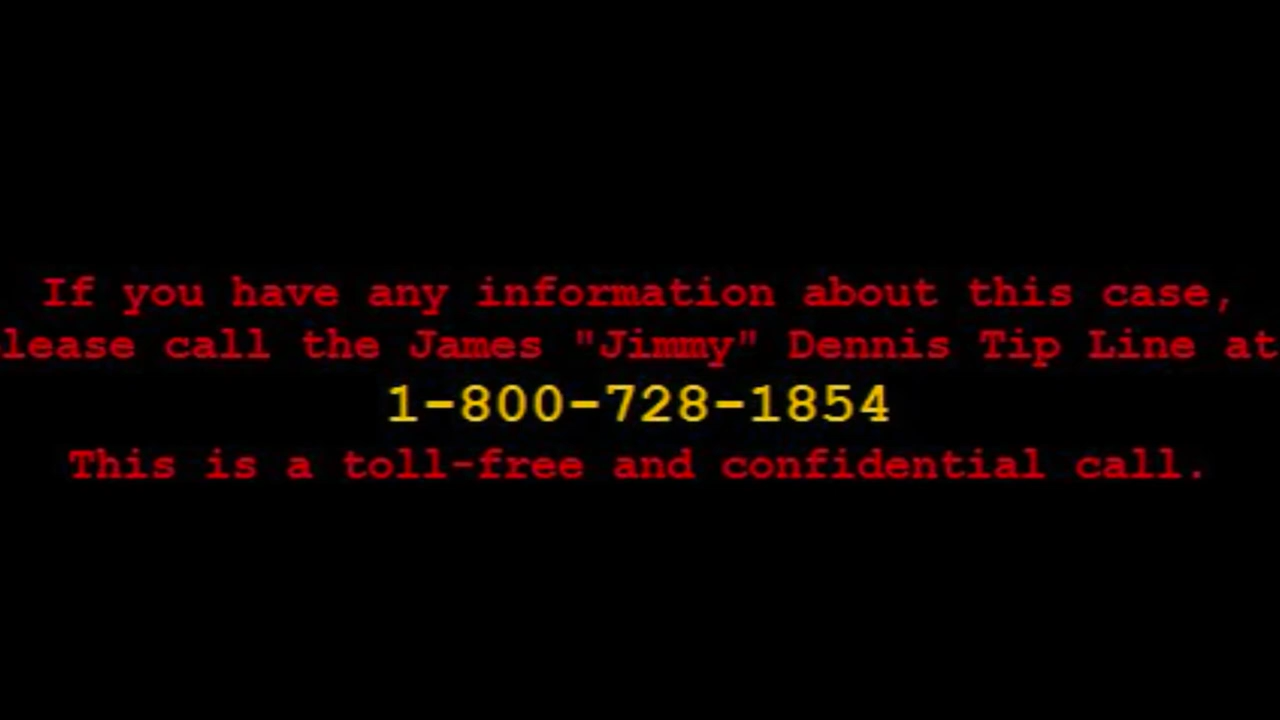 If you have any information about this case,
lease call the James "Jimmy" Dennis Tip Line at
1-800-728-1854
This is a toll-free and confidential call.